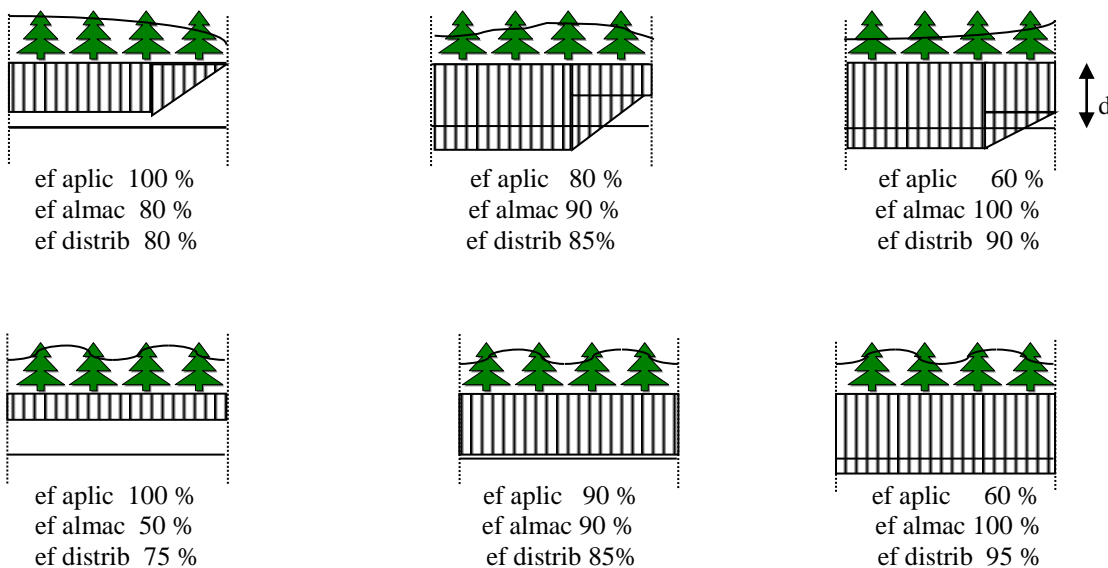 d
ef aplic 100 %
ef almac 80 %
ef distrib 80 %
ef aplic 80 %
ef almac 90 %
ef distrib 85%
ef aplic 60 %
ef almac 100 %
ef distrib 90 %
ef aplic 100 %
ef almac 50 %
ef distrib 75 %
ef aplic 90 %
ef almac 90 %
ef distrib 85%
ef aplic 60 %
ef almac 100 %
ef distrib 95 %